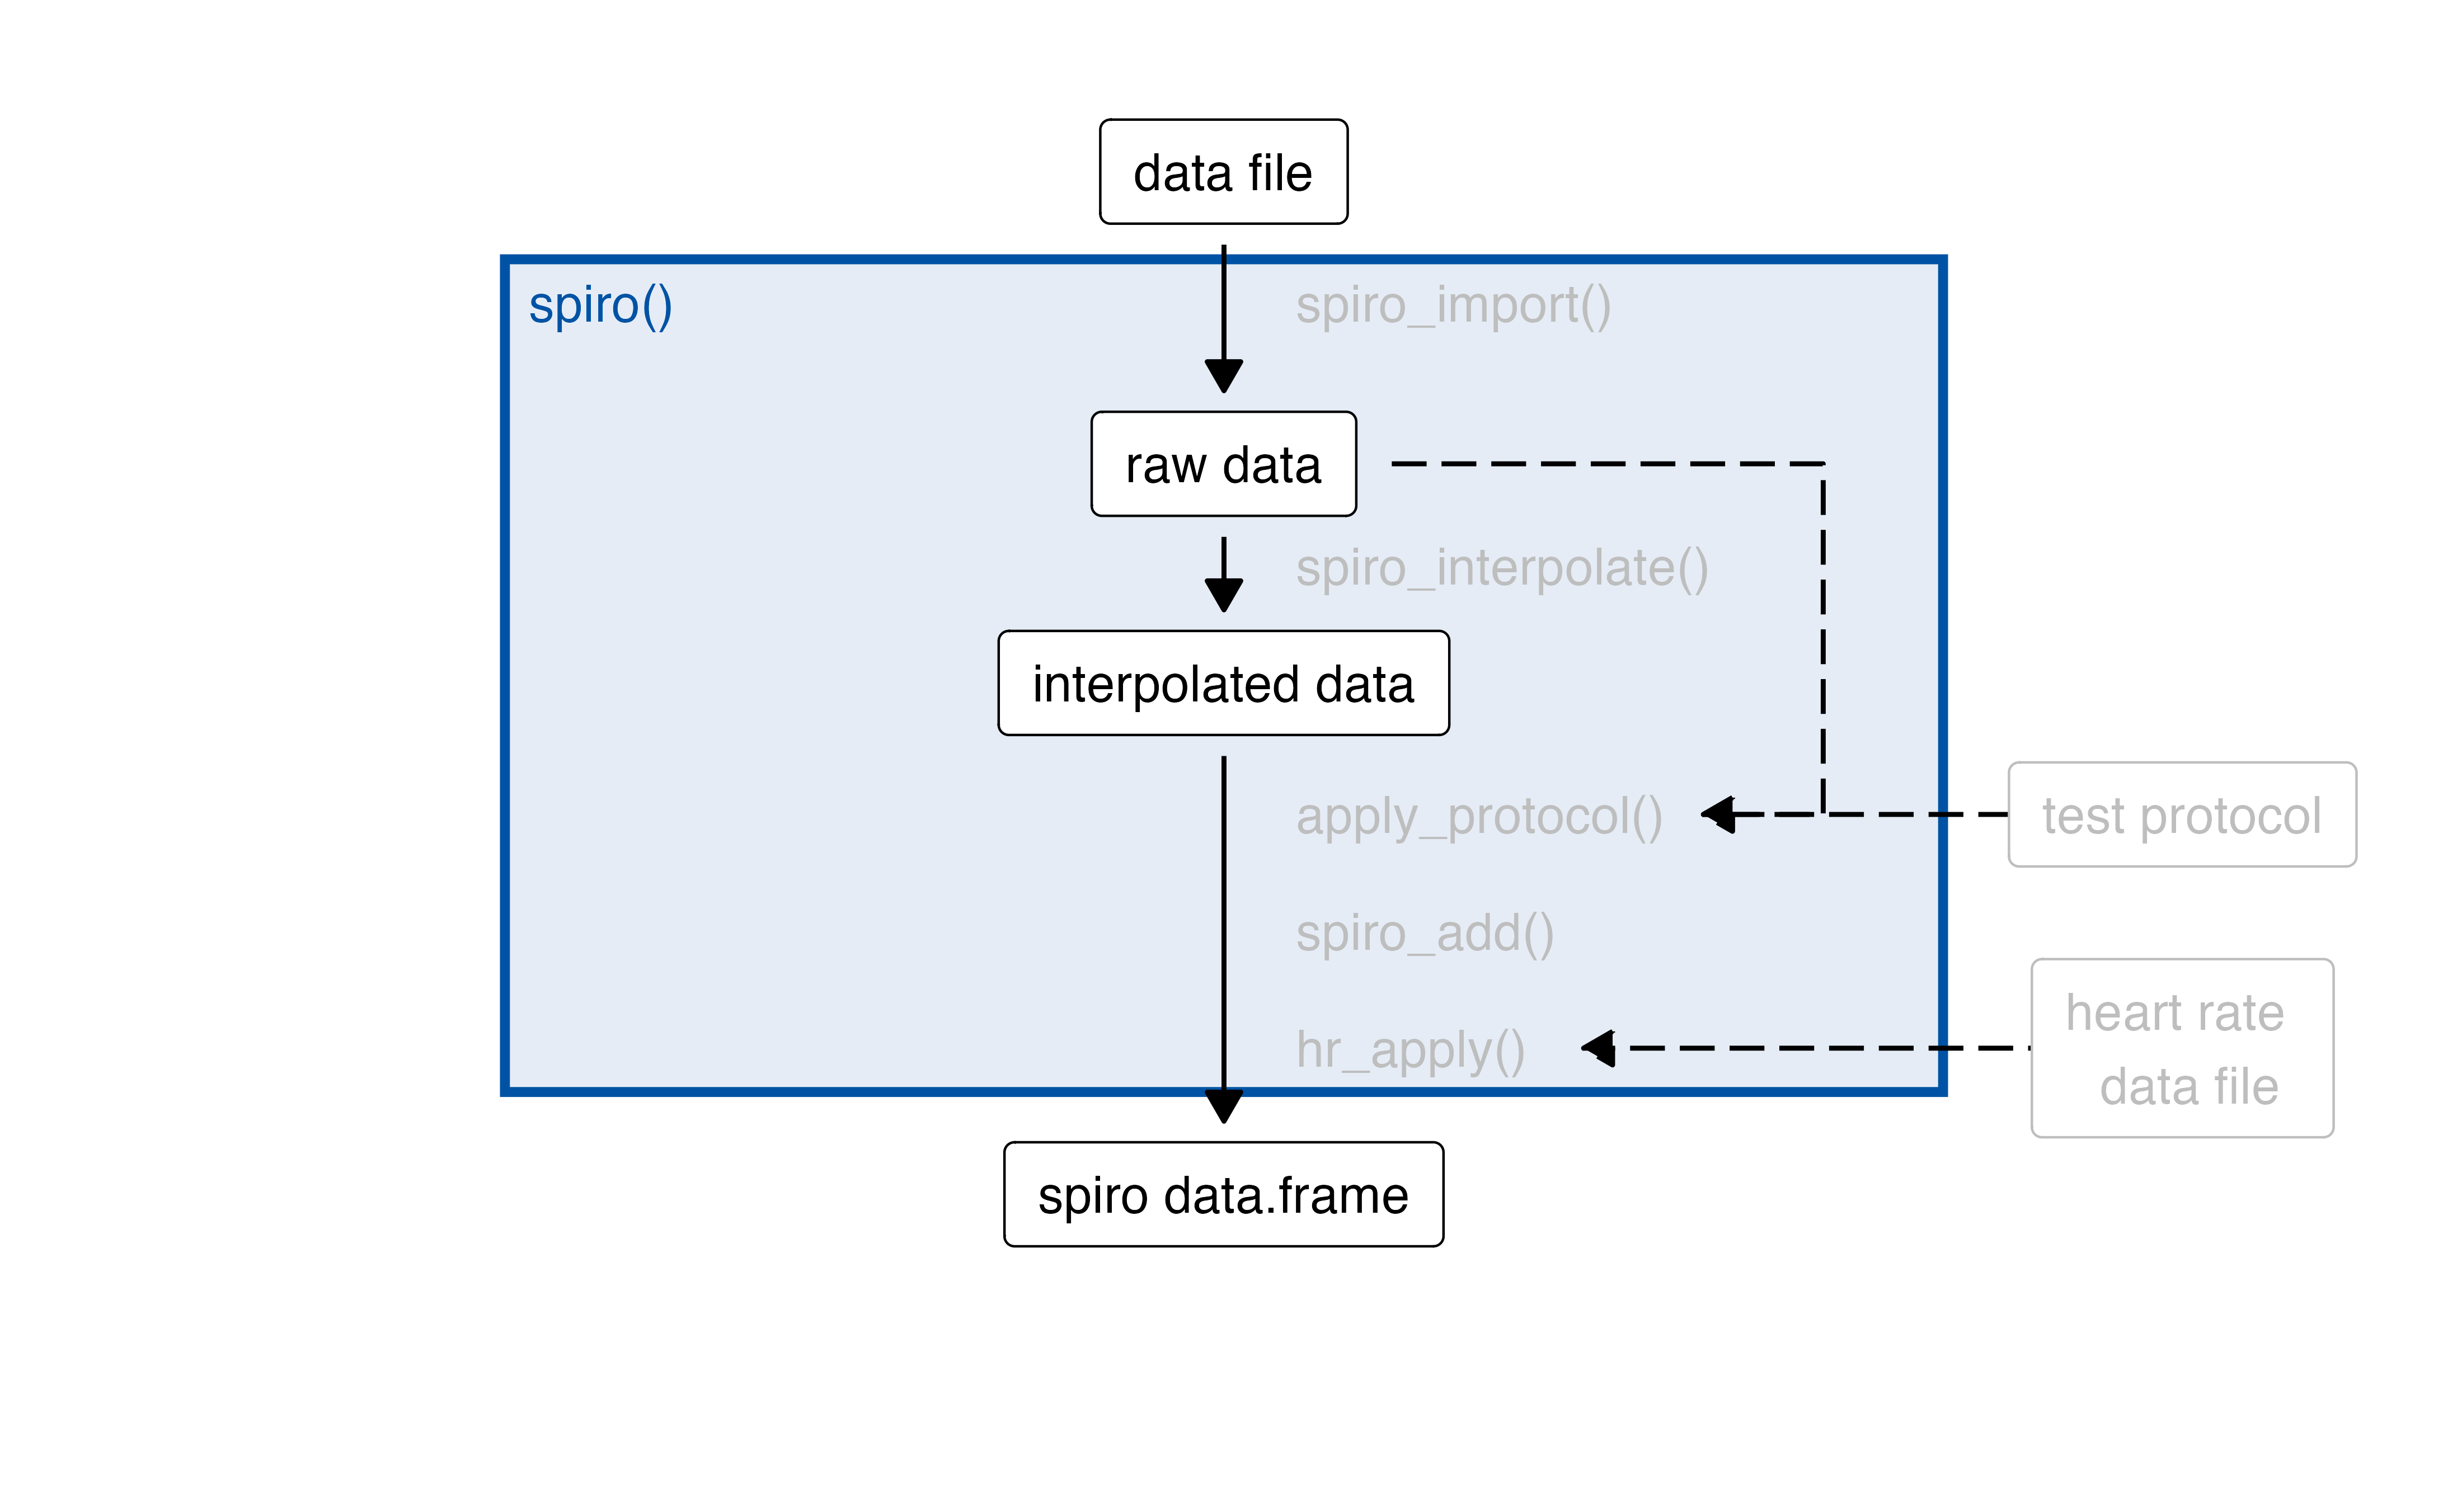 data file
spiro()
spiro_import()
raw data
spiro_interpolate()
interpolated data
apply_protocol()
test protocol
spiro_add()
heart rate
data file
hr_apply()
spiro data.frame